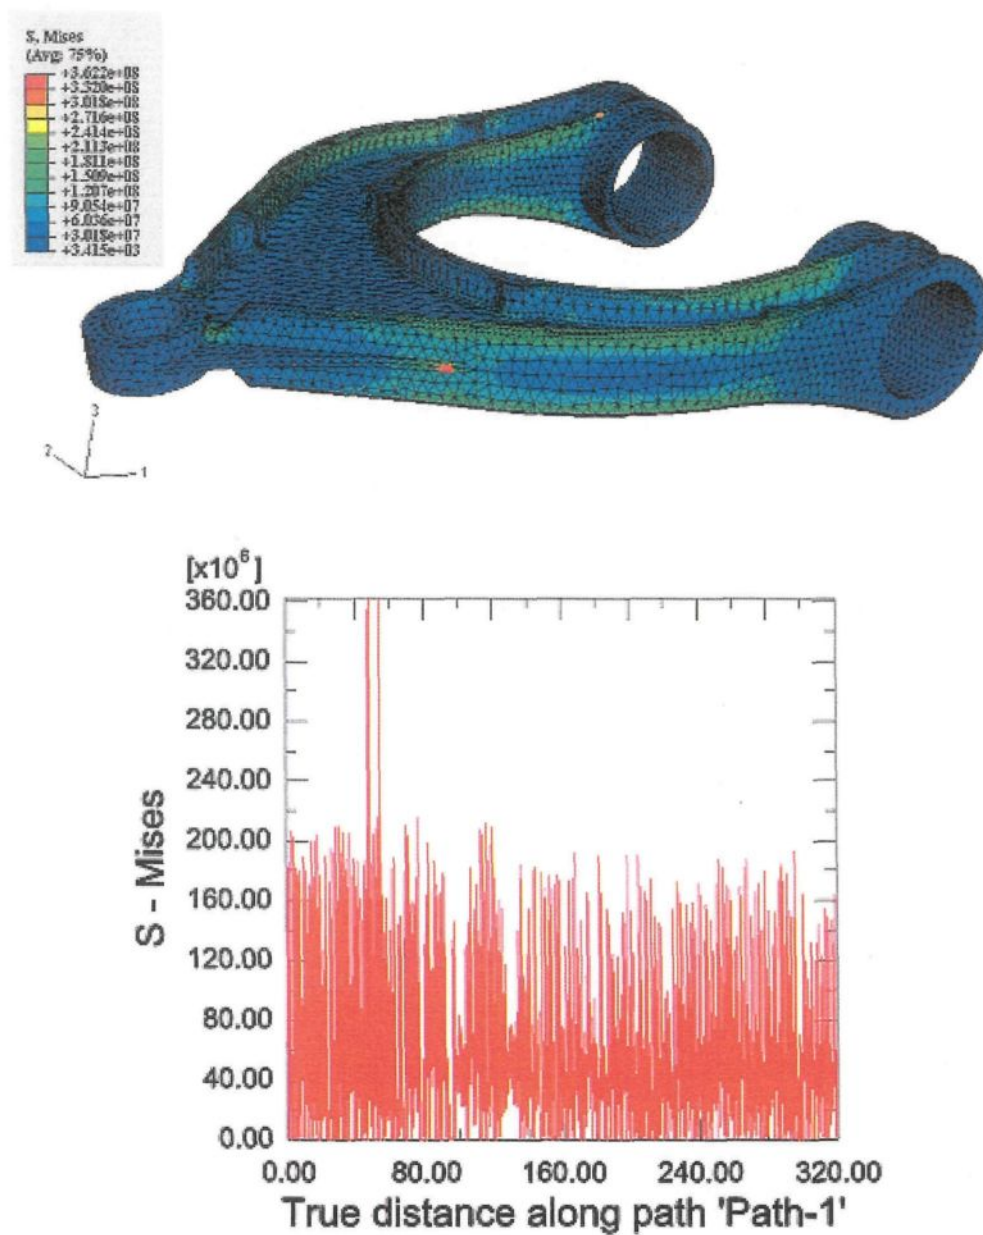 S, Mises
(Avg: 75%)
+3.622e+08
+3.320e+08
+3.018e+08
+2.716e+08
+2.414e+08
+2.113e+08
+1.811e+08
+1.509e+08
+1.207e+08
+9.054e+07
+6.036e+07
+3.018e+07
+3.415e+03
3
2
1
[x10⁶]
360.00
320.00
280.00
240.00
200.00
160.00
120.00
80.00
40.00
0.00
S - Mises
0.00 80.00 160.00 240.00 320.00
True distance along path 'Path-1'